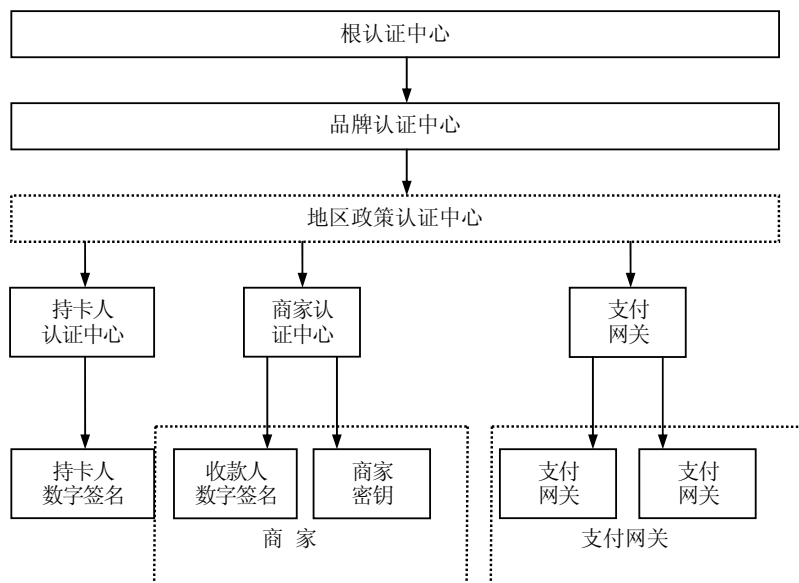 根认证中心
品牌认证中心
地区政策认证中心
持卡人
认证中心
商家认
证中心
支付
网关
持卡人
数字签名
收款人
数字签名
商家
密钥
支付
网关
支付
网关
商 家
支付网关